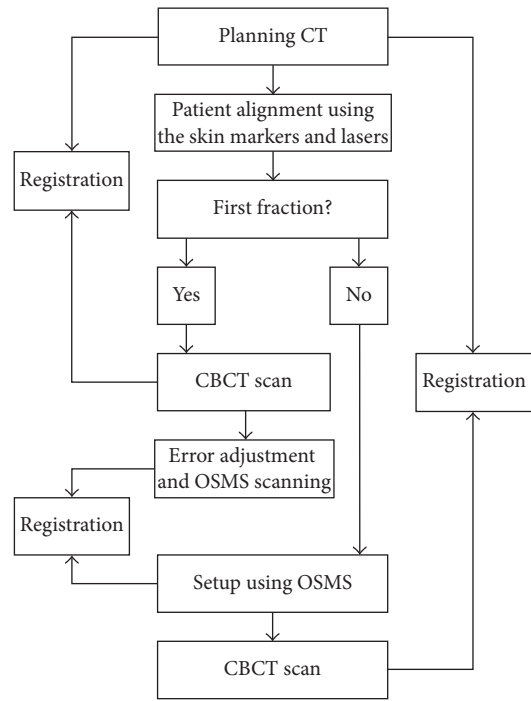 Planning CT
Patient alignment using
the skin markers and lasers
Registration
First fraction?
Yes
No
CBCT scan
Registration
Error adjustment
and OSMS scanning
Registration
Setup using OSMS
CBCT scan